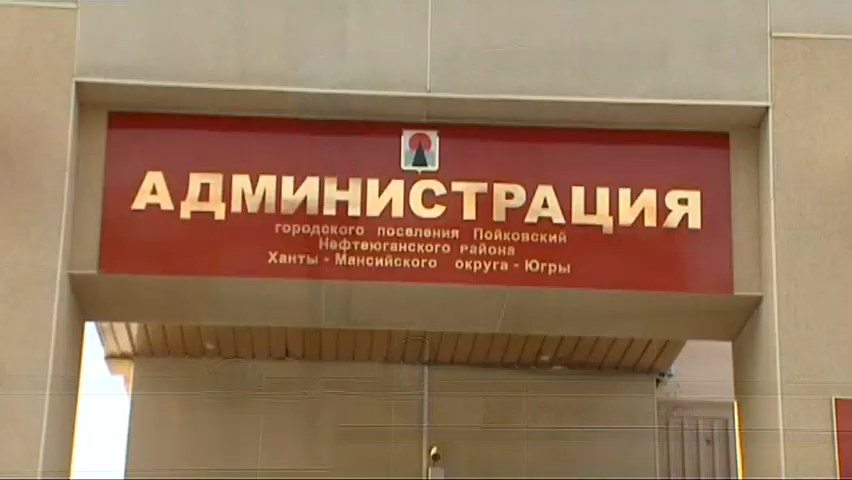 АДМИНИСТРАЦИЯ
городского поселения Пойковский
Нефтеюганского района
Ханты - Мансийского округа - Югры